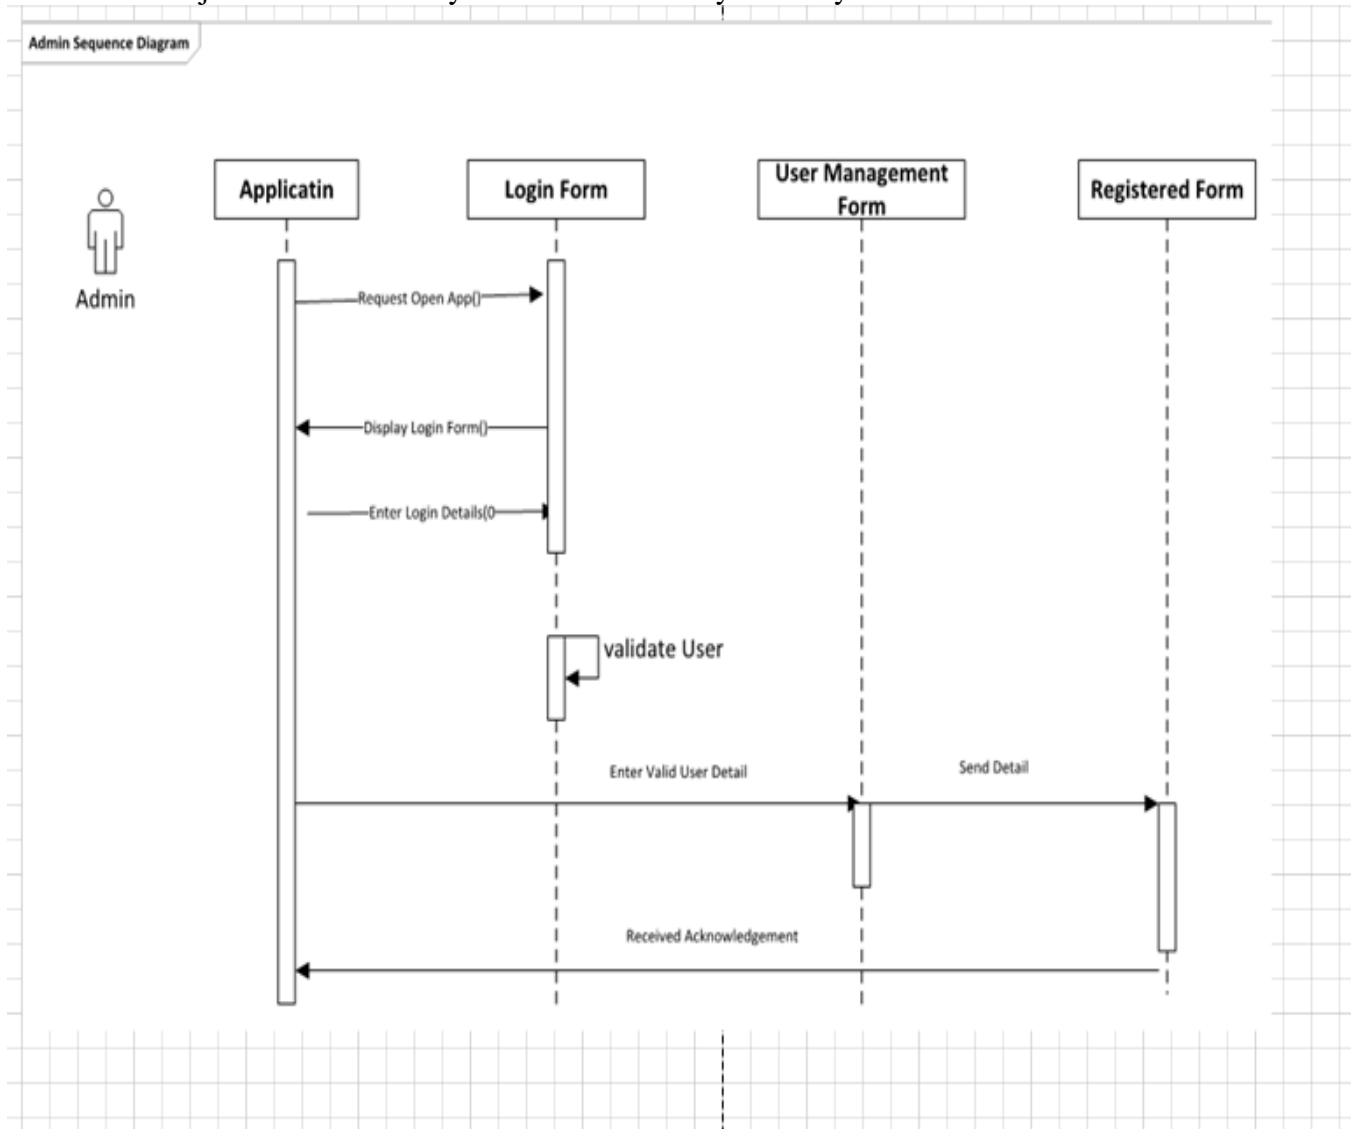 Admin Sequence Diagram
Applicatin
Login Form
User Management
Form
Registered Form
Admin
Request Open App()
Display Login Form()
Enter Login Details(0
validate User
Enter Valid User Detail
Send Detail
Received Acknowledgement